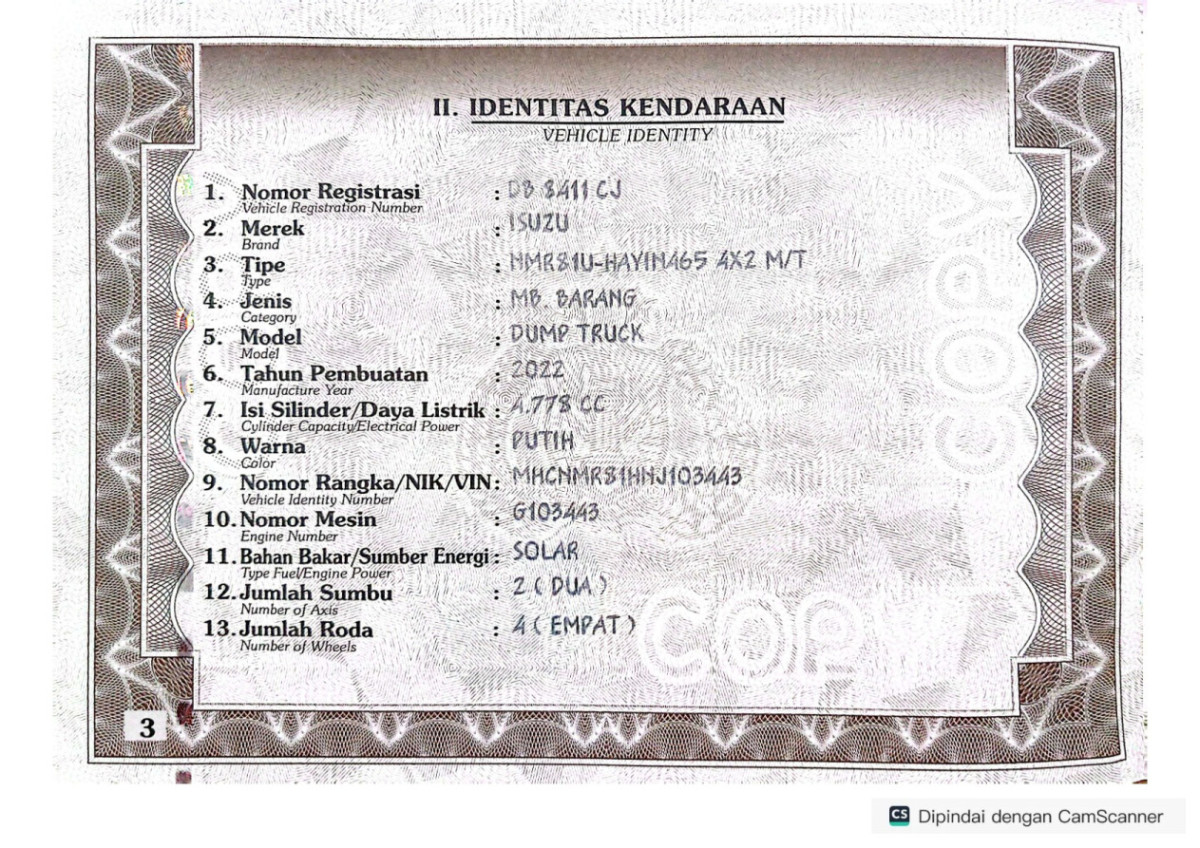 II. IDENTITAS KENDARAAN
VEHICLE IDENTITY
1. Nomor Registrasi : DB 8411 CJ
Vehicle Registration Number
2. Merek : ISUZU
Brand
3. Tipe : NMR81U-HAYIN465 4X2 M/T
Type
4. Jenis : MB. BARANG
Category
5. Model : DUMP TRUCK
Model
6. Tahun Pembuatan : 2022
Manufacture Year
7. Isi Silinder/Daya Listrik : 4.778 CC
Cylinder Capacity/Electrical Power
8. Warna : PUTIH
Color
9. Nomor Rangka/NIK/VIN : MHCNMR81HNJ103443
Vehicle Identity Number
10. Nomor Mesin : G103443
Engine Number
11. Bahan Bakar/Sumber Energi : SOLAR
Type Fuel/Engine Power
12. Jumlah Sumbu : 2 ( DUA )
Number of Axis
13. Jumlah Roda : 4 ( EMPAT )
Number of Wheels
COPY
COPY
3
CS Dipindai dengan CamScanner